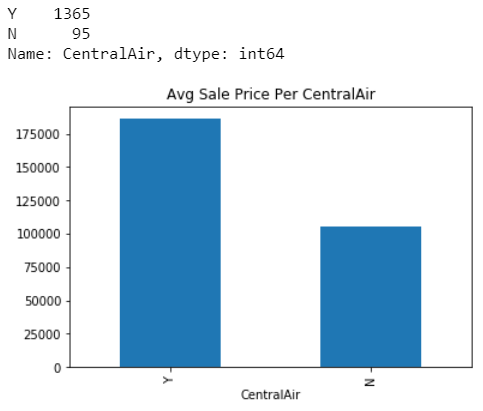 Y    1365
N      95
Name: CentralAir, dtype: int64
Avg Sale Price Per CentralAir
175000
150000
125000
100000
75000
50000
25000
0
Y
N
CentralAir